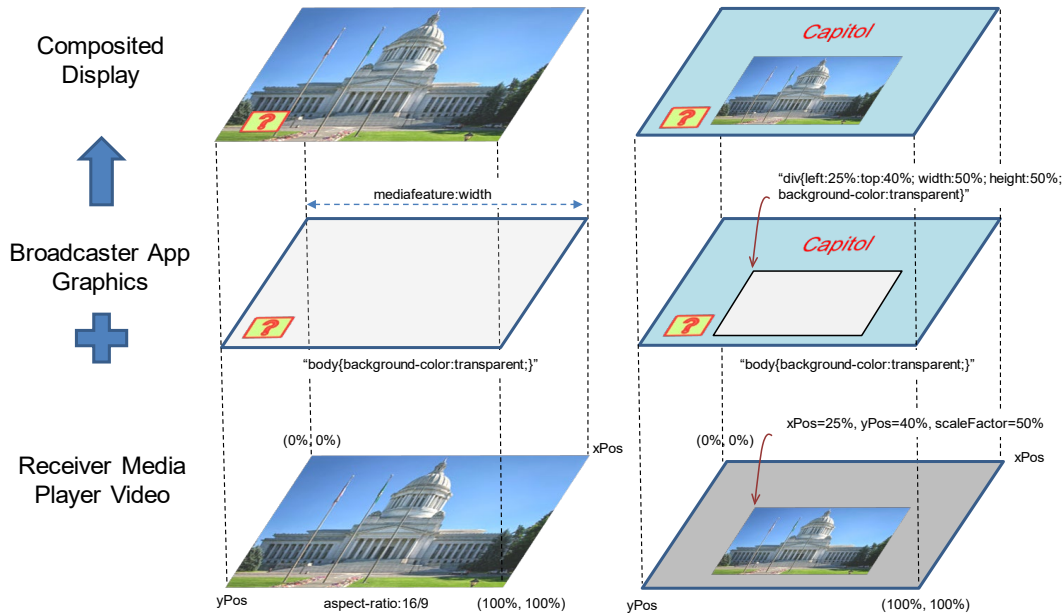 Composited
Display
Capitol
?
?
mediafeature:width
“div{left:25%:top:40%; width:50%; height:50%;
background-color:transparent}”
Broadcaster App
Graphics
Capitol
?
?
“body{background-color:transparent;}”
“body{background-color:transparent;}”
xPos=25%, yPos=40%, scaleFactor=50%
(0%, 0%)
(0%, 0%)
xPos
xPos
Receiver Media
Player Video
yPos
aspect-ratio:16/9
(100%, 100%)
yPos
(100%, 100%)